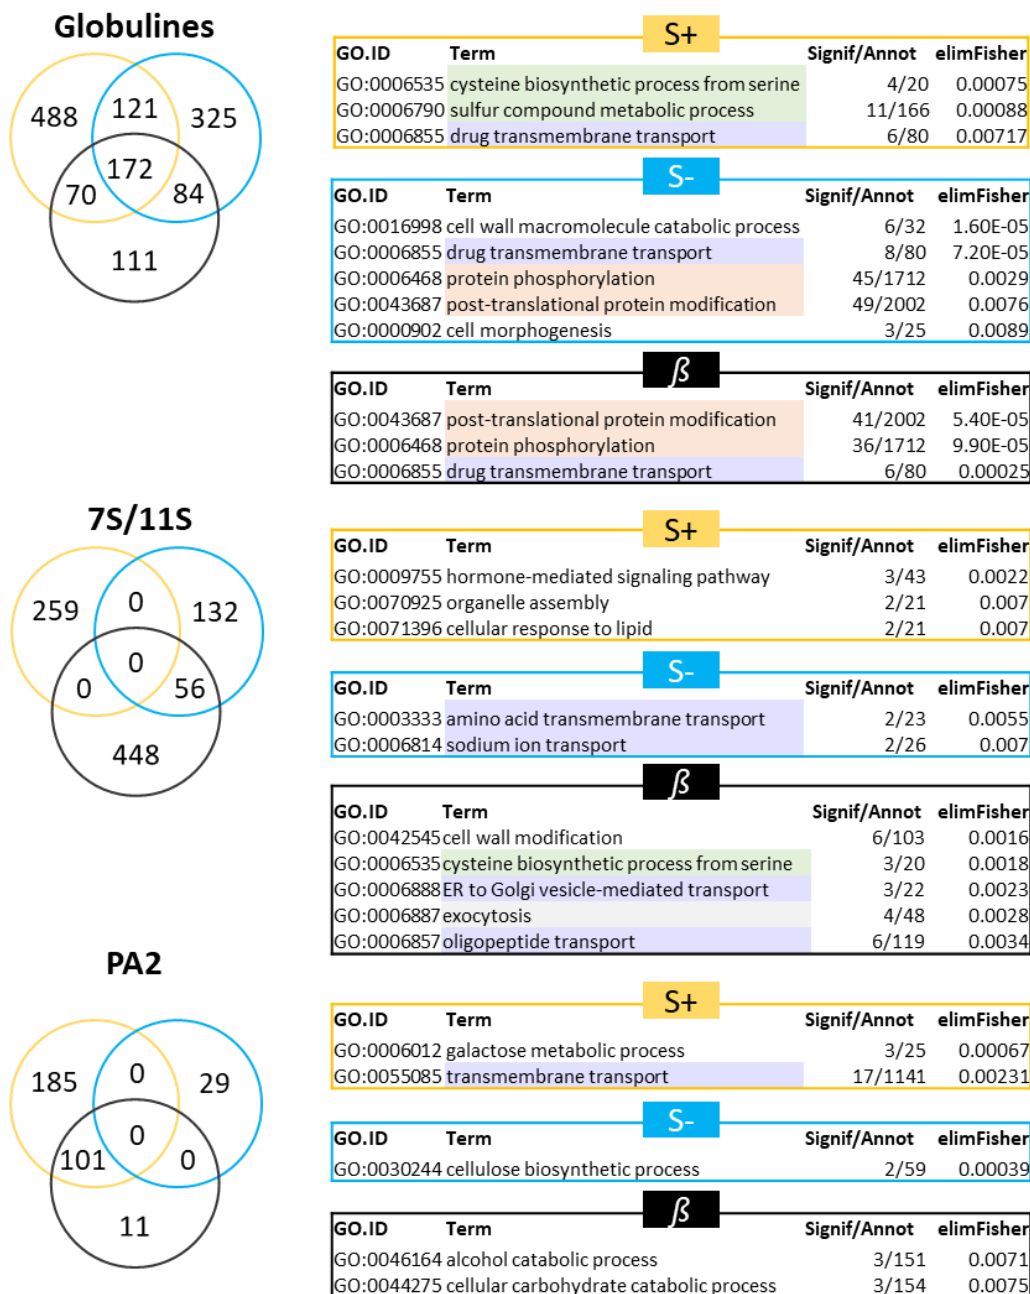 Globulines
488 121 325
172
70 84
111
S+
GO.ID Term Signif/Annot elimFisher
GO:0006535 cysteine biosynthetic process from serine 4/20 0.00075
GO:0006790 sulfur compound metabolic process 11/166 0.00088
GO:0006855 drug transmembrane transport 6/80 0.00717
S-
GO.ID Term Signif/Annot elimFisher
GO:0016998 cell wall macromolecule catabolic process 6/32 1.60E-05
GO:0006855 drug transmembrane transport 8/80 7.20E-05
GO:0006468 protein phosphorylation 45/1712 0.0029
GO:0043687 post-translational protein modification 49/2002 0.0076
GO:0000902 cell morphogenesis 3/25 0.0089
ß
GO.ID Term Signif/Annot elimFisher
GO:0043687 post-translational protein modification 41/2002 5.40E-05
GO:0006468 protein phosphorylation 36/1712 9.90E-05
GO:0006855 drug transmembrane transport 6/80 0.00025
7S/11S
259 0 132
0
0 56
448
S+
GO.ID Term Signif/Annot elimFisher
GO:0009755 hormone-mediated signaling pathway 3/43 0.0022
GO:0070925 organelle assembly 2/21 0.007
GO:0071396 cellular response to lipid 2/21 0.007
S-
GO.ID Term Signif/Annot elimFisher
GO:0003333 amino acid transmembrane transport 2/23 0.0055
GO:0006814 sodium ion transport 2/26 0.007
ß
GO.ID Term Signif/Annot elimFisher
GO:0042545 cell wall modification 6/103 0.0016
GO:0006535 cysteine biosynthetic process from serine 3/20 0.0018
GO:0006888 ER to Golgi vesicle-mediated transport 3/22 0.0023
GO:0006887 exocytosis 4/48 0.0028
GO:0006857 oligopeptide transport 6/119 0.0034
PA2
185 0 29
0
101 0
11
S+
GO.ID Term Signif/Annot elimFisher
GO:0006012 galactose metabolic process 3/25 0.00067
GO:0055085 transmembrane transport 17/1141 0.00231
S-
GO.ID Term Signif/Annot elimFisher
GO:0030244 cellulose biosynthetic process 2/59 0.00039
ß
GO.ID Term Signif/Annot elimFisher
GO:0046164 alcohol catabolic process 3/151 0.0071
GO:0044275 cellular carbohydrate catabolic process 3/154 0.0075